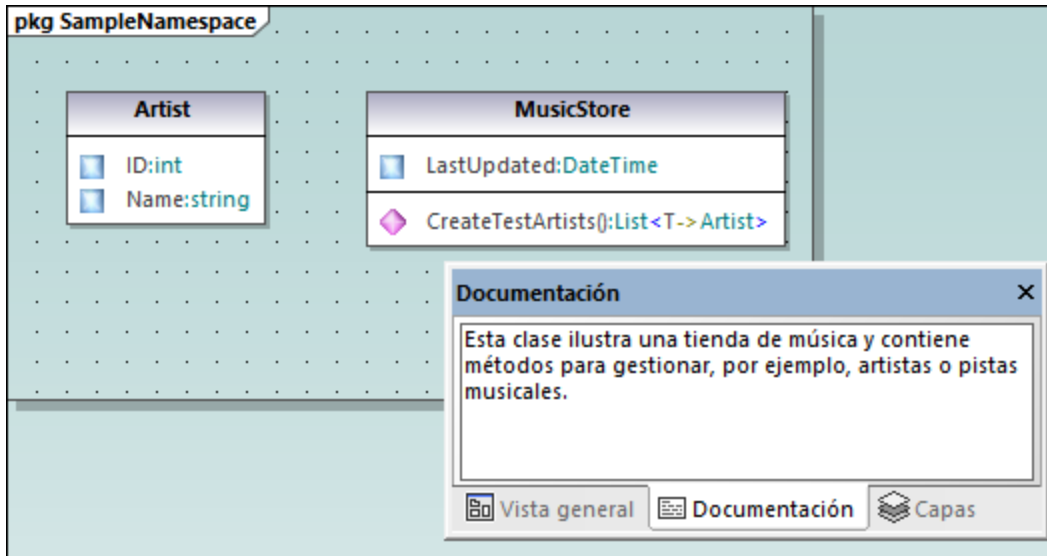 pkg SampleNamespace
Artist
ID:int
Name:string
MusicStore
LastUpdated:DateTime
CreateTestArtists():List<T->Artist>
Documentación
Esta clase ilustra una tienda de música y contiene
métodos para gestionar, por ejemplo, artistas o pistas
musicales.
Vista general Documentación Capas